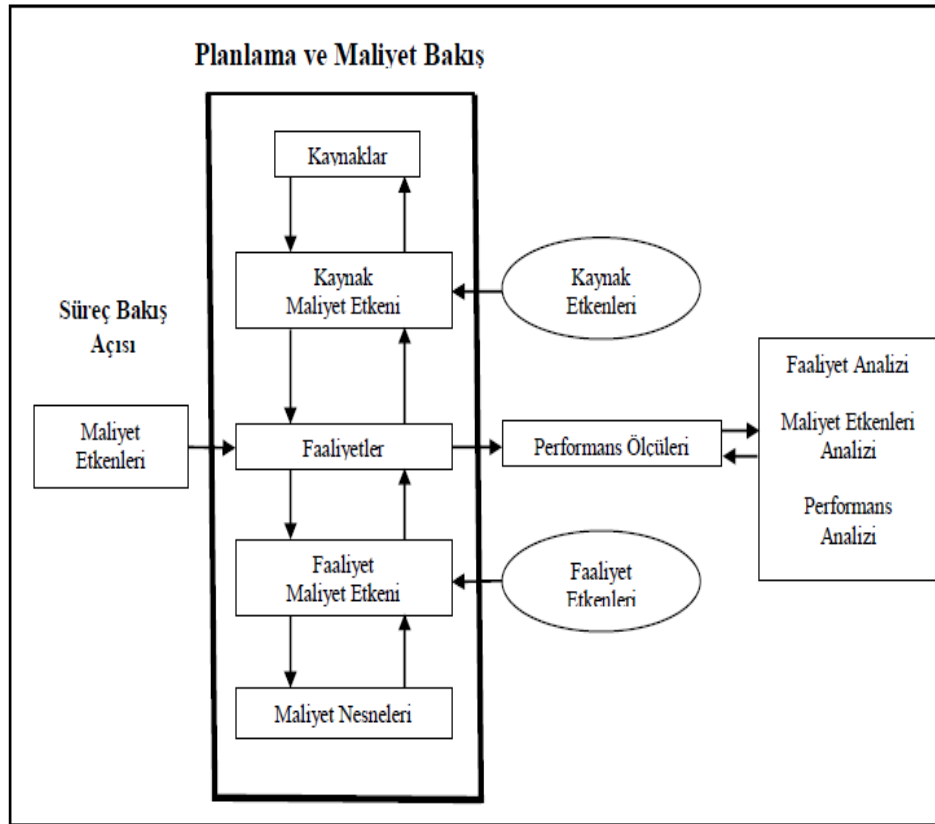 Planlama ve Maliyet Bakış
Kaynaklar
Kaynak
Maliyet Etkeni
Kaynak
Etkenleri
Süreç Bakış
Açısı
Maliyet
Etkenleri
Faaliyetler
Performans Ölçüleri
Faaliyet Analizi
Maliyet Etkenleri
Analizi
Performans
Analizi
Faaliyet
Maliyet Etkeni
Faaliyet
Etkenleri
Maliyet Nesneleri